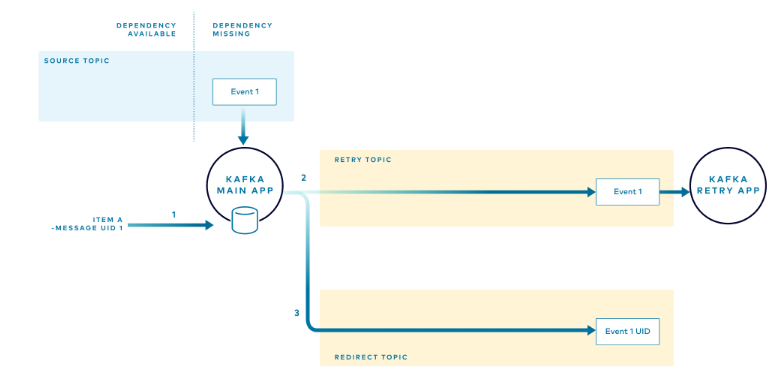 DEPENDENCY
AVAILABLE
DEPENDENCY
MISSING
SOURCE TOPIC
Event 1
KAFKA
MAIN APP
2
RETRY TOPIC
Event 1
KAFKA
RETRY APP
1
ITEM A
-MESSAGE UID 1
3
Event 1 UID
REDIRECT TOPIC